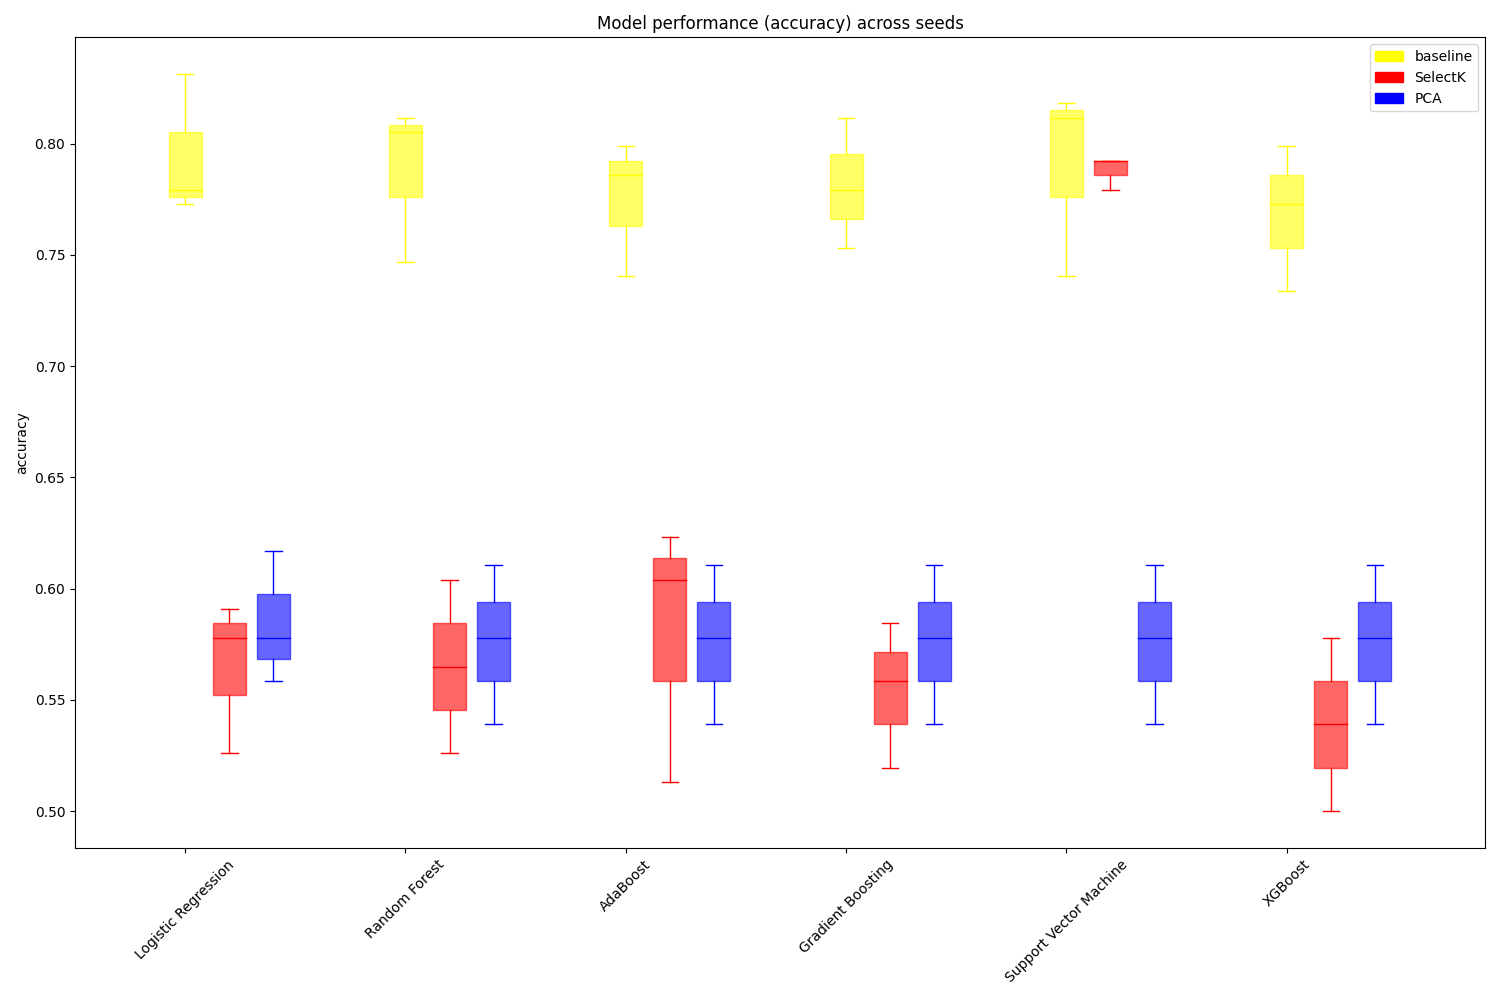 Model performance (accuracy) across seeds
baseline
SelectK
PCA
accuracy
0.80
0.75
0.70
0.65
0.60
0.55
0.50
Logistic Regression
Random Forest
AdaBoost
Gradient Boosting
Support Vector Machine
XGBoost